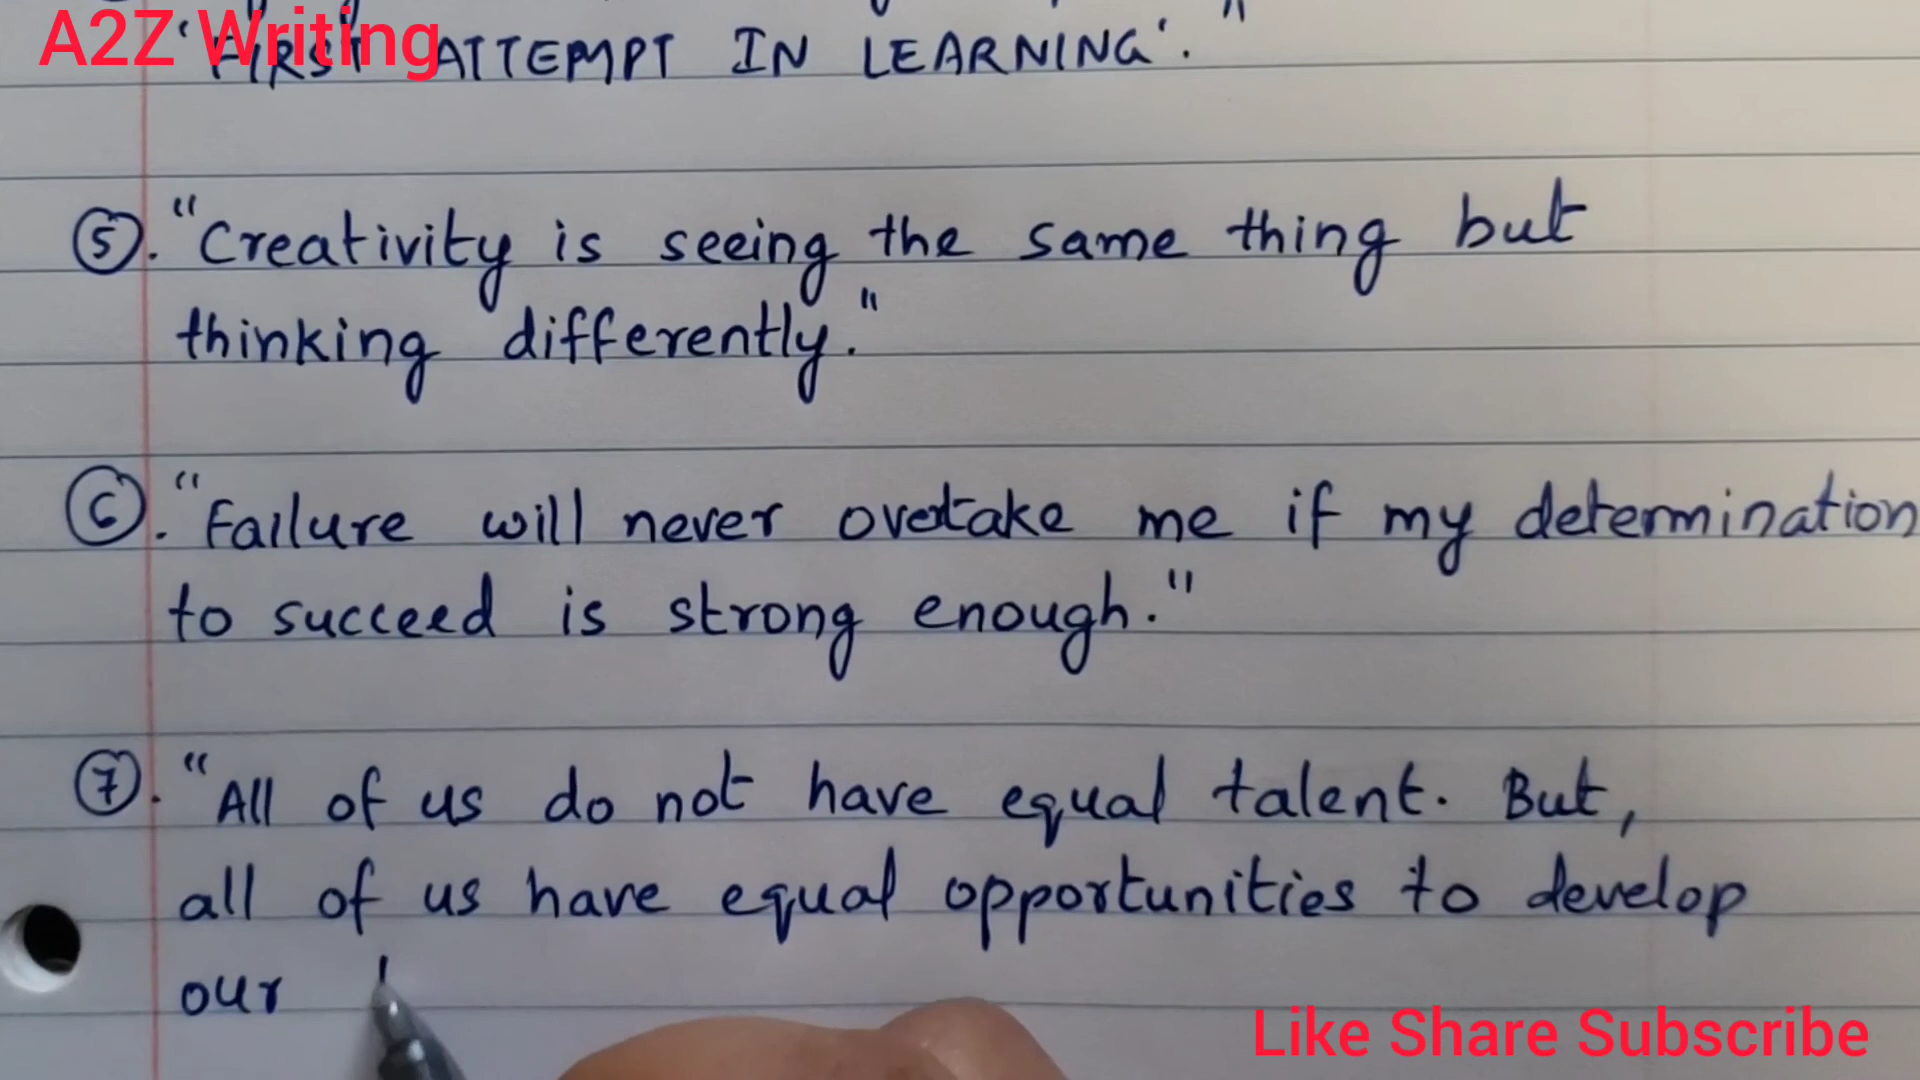 A2Z Writing
'FIRST ATTEMPT IN LEARNING'."
5. "Creativity is seeing the same thing but
thinking differently."
6. "Failure will never overtake me if my determination
to succeed is strong enough."
7. "All of us do not have equal talent. But,
all of us have equal opportunities to develop
our
Like Share Subscribe